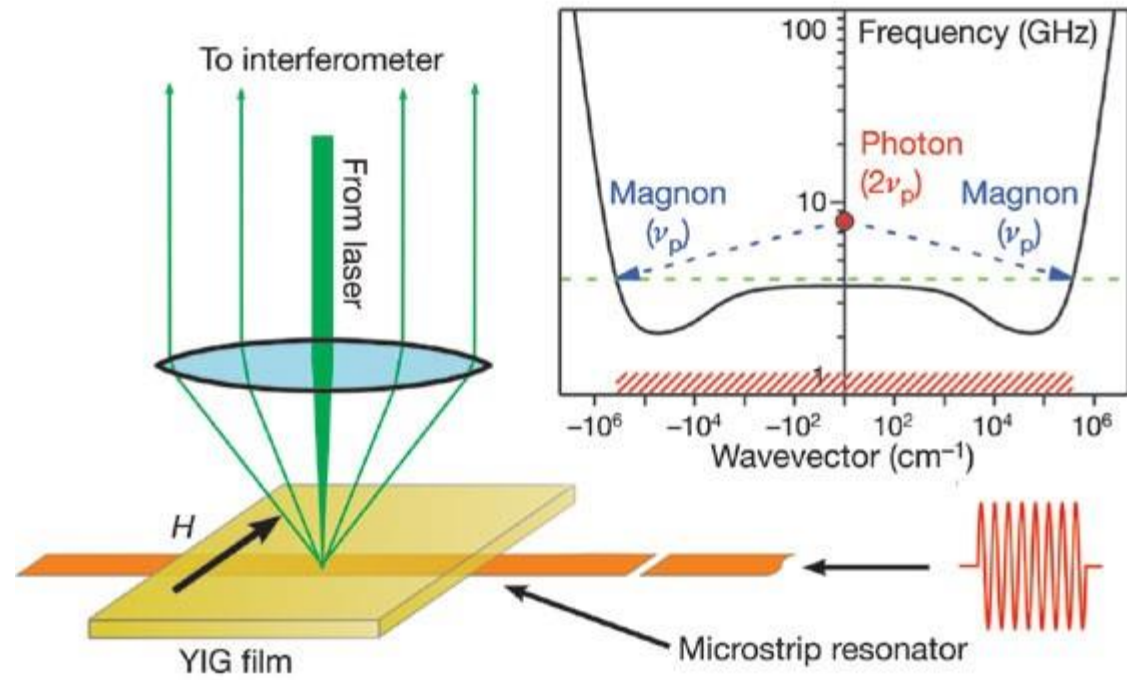 To interferometer
From laser
H
YIG film
Microstrip resonator
100
Frequency (GHz)
Photon
(2νp)
10
Magnon
(νp)
Magnon
(νp)
1
−10⁶
−10⁴
−10²
10²
10⁴
10⁶
Wavevector (cm⁻¹)